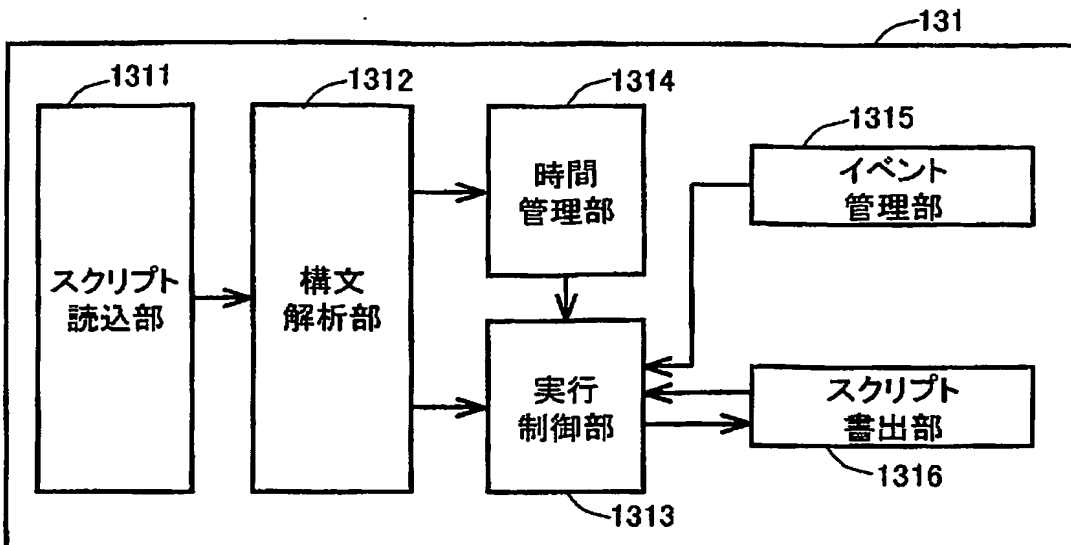 131
1311
1312
1314
1315
スクリプト
読込部
構文
解析部
時間
管理部
イベント
管理部
実行
制御部
スクリプト
書出部
1316
1313